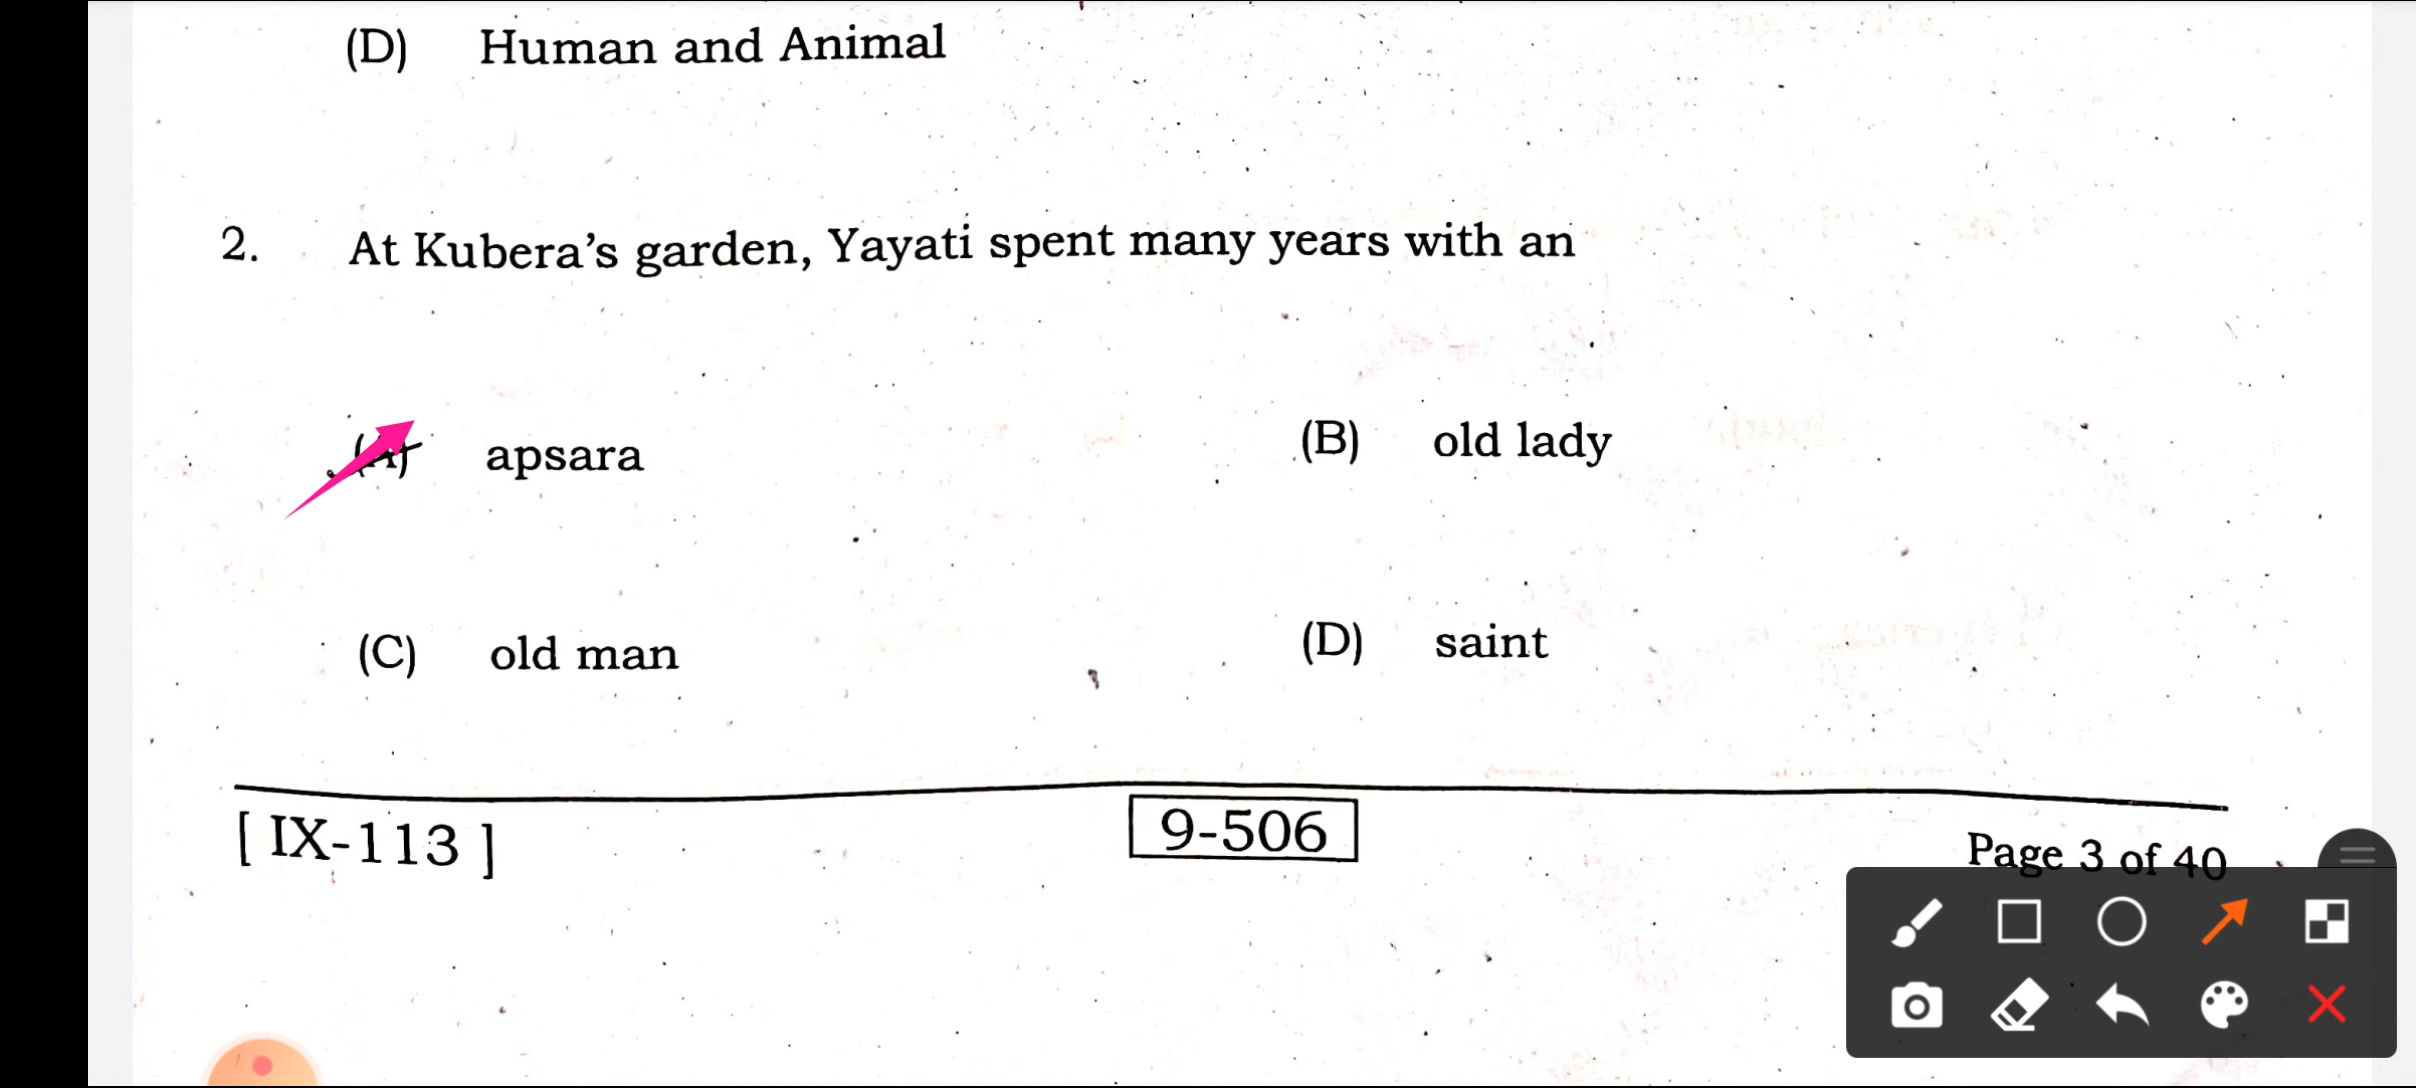 (D) Human and Animal
2. At Kubera’s garden, Yayati spent many years with an
(A) apsara (B) old lady
(C) old man (D) saint
[ IX-113 ] 9-506 Page 3 of 40